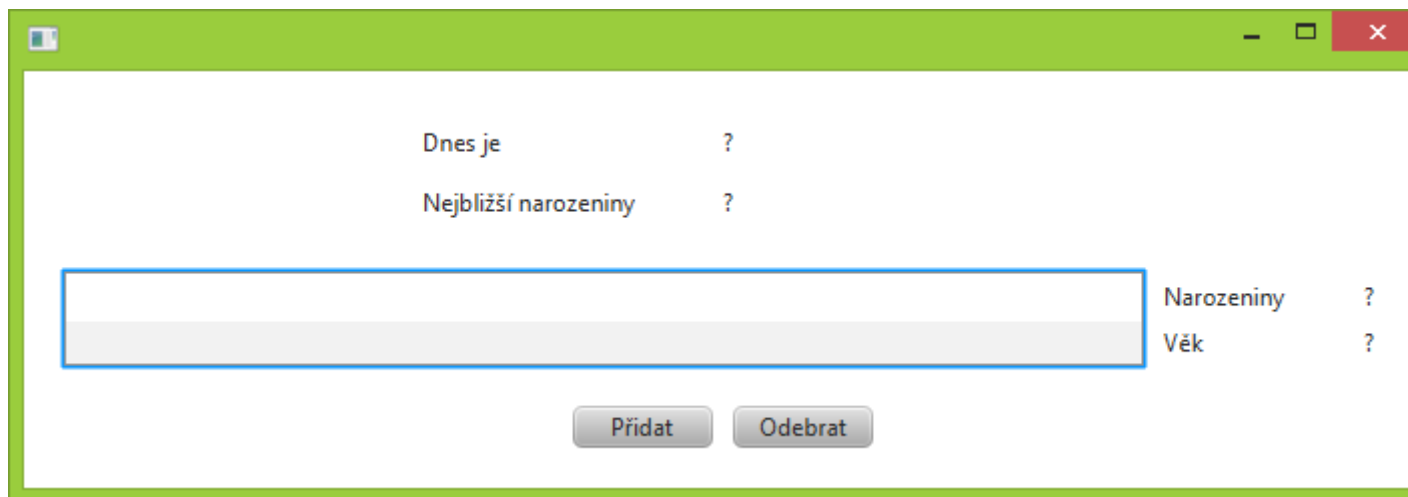 Dnes je ?
Nejbližší narozeniny ?
Narozeniny ?
Věk ?
Přidat Odebrat